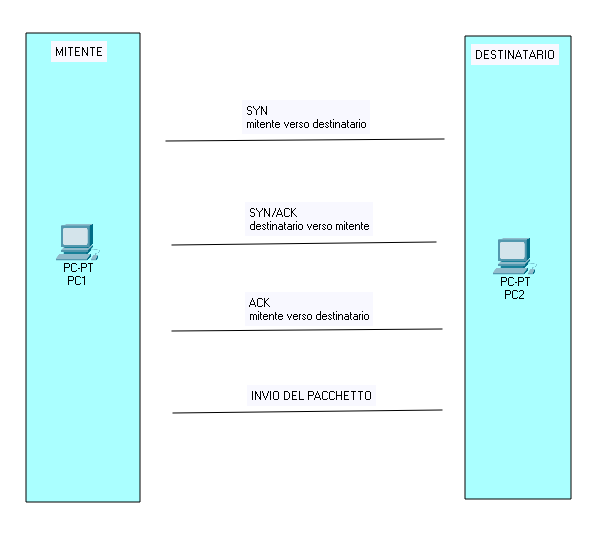 MITENTE
DESTINATARIO
SYN
mitente verso destinatario
SYN/ACK
destinatario verso mitente
PC-PT
PC1
PC-PT
PC2
ACK
mitente verso destinatario
INVIO DEL PACCHETTO